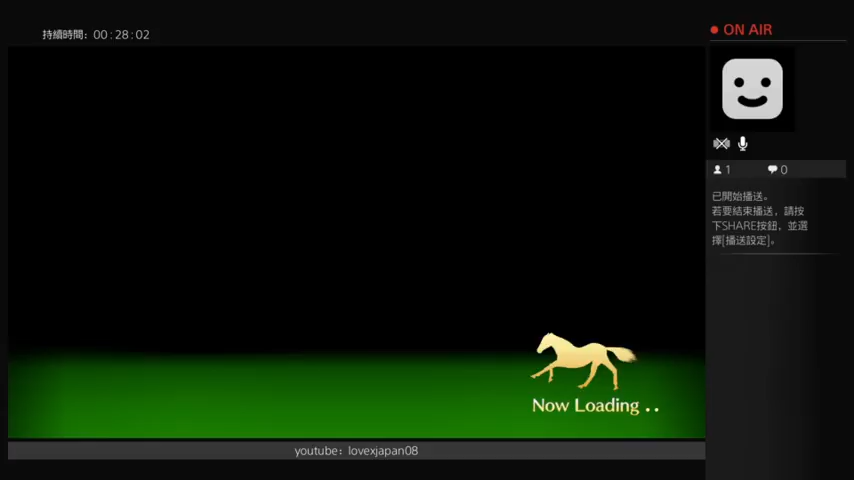 持續時間：00:28:02
ON AIR
1 0
已開始播送。
若要結束播送，請按
下SHARE按鈕，並選
擇[播送設定]。
Now Loading ..
youtube：lovexjapan08